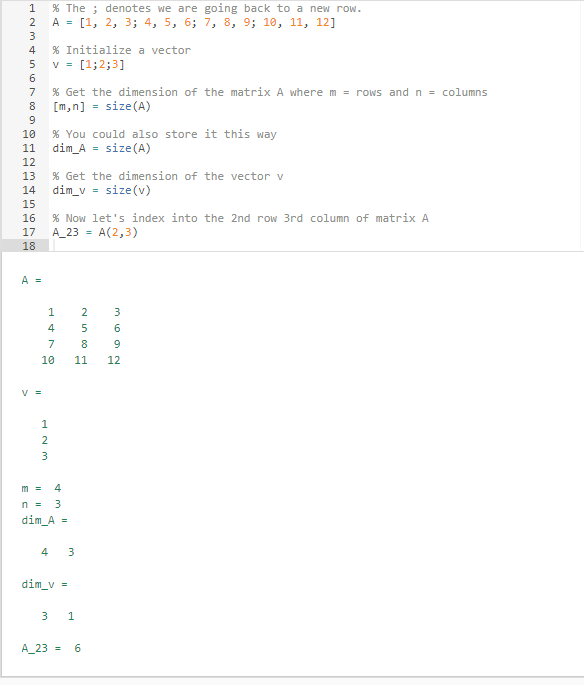 1 % The ; denotes we are going back to a new row.
2 A = [1, 2, 3; 4, 5, 6; 7, 8, 9; 10, 11, 12]
3
4 % Initialize a vector
5 v = [1;2;3]
6
7 % Get the dimension of the matrix A where m = rows and n = columns
8 [m,n] = size(A)
9
10 % You could also store it this way
11 dim_A = size(A)
12
13 % Get the dimension of the vector v
14 dim_v = size(v)
15
16 % Now let's index into the 2nd row 3rd column of matrix A
17 A_23 = A(2,3)
18
A =
1 2 3
4 5 6
7 8 9
10 11 12
v =
1
2
3
m = 4
n = 3
dim_A =
4 3
dim_v =
3 1
A_23 = 6